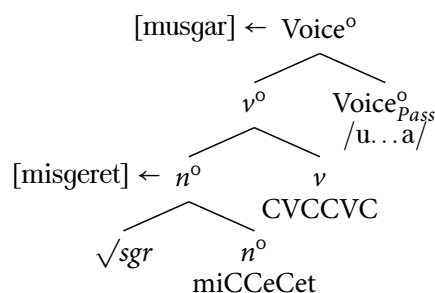 [musgar] ← Voice°
v° Voice°Pass
/u…a/
[misgeret] ← n° v
CVCCVC
√sgr n°
miCCeCet